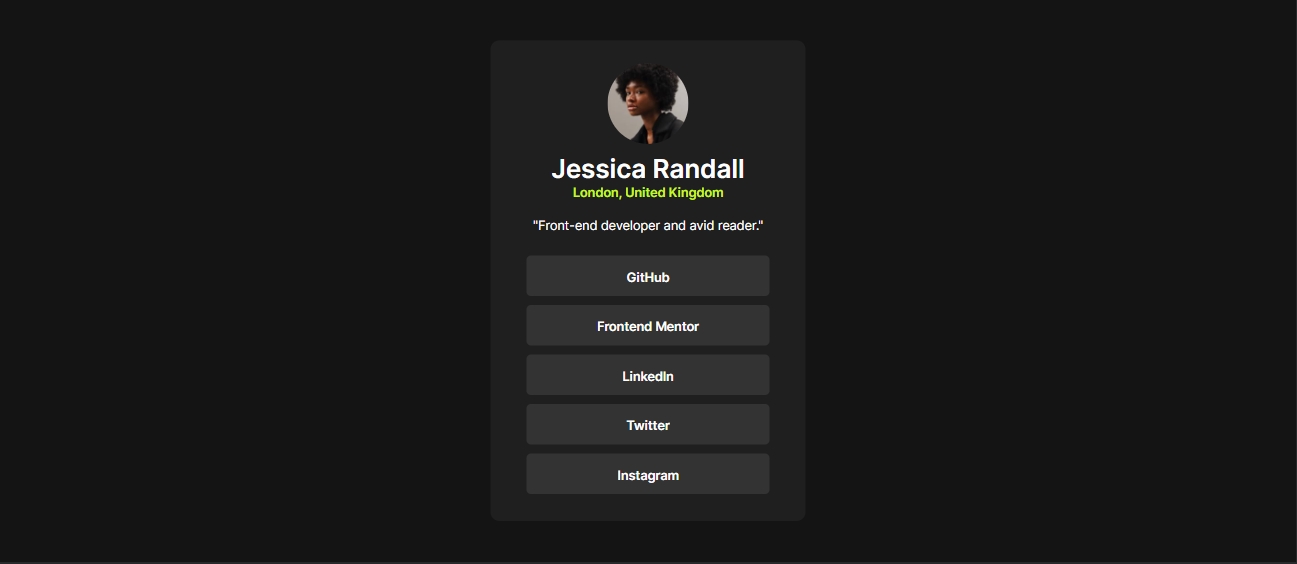 Jessica Randall
London, United Kingdom
"Front-end developer and avid reader."
GitHub
Frontend Mentor
LinkedIn
Twitter
Instagram